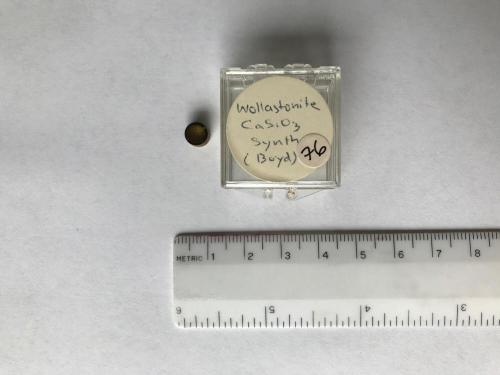 Wollastonite
CaSiO3
Synth
(Boyd)
76
METRIC 1 2 3 4 5 6 7 8
6 5 4 3